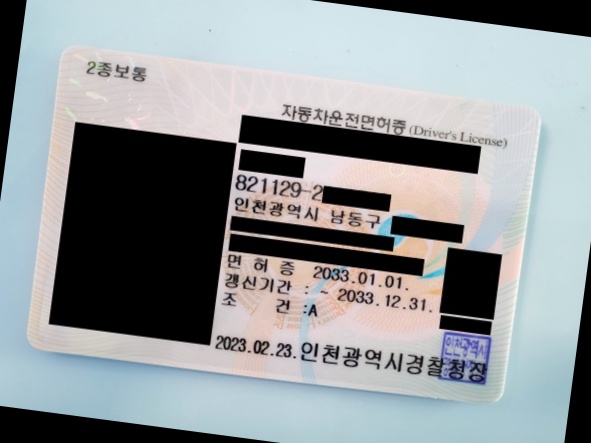 2종보통
자동차운전면허증 (Driver's License)
821129-2
인천광역시 남동구
면 허 증 2033.01.01.
갱신기간 : ~ 2033.12.31.
조 건 :A
2023.02.23. 인천광역시경찰청장